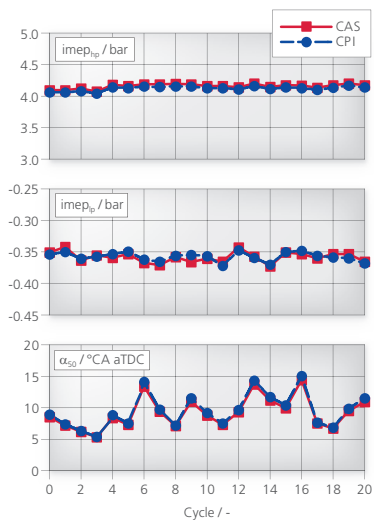 CAS
CPI
5.0
imep_hp / bar
4.5
4.0
3.5
3.0
-0.25
imep_lp / bar
-0.30
-0.35
-0.40
-0.45
20
α50 / °CA aTDC
15
10
5
0
0 2 4 6 8 10 12 14 16 18 20
Cycle / -